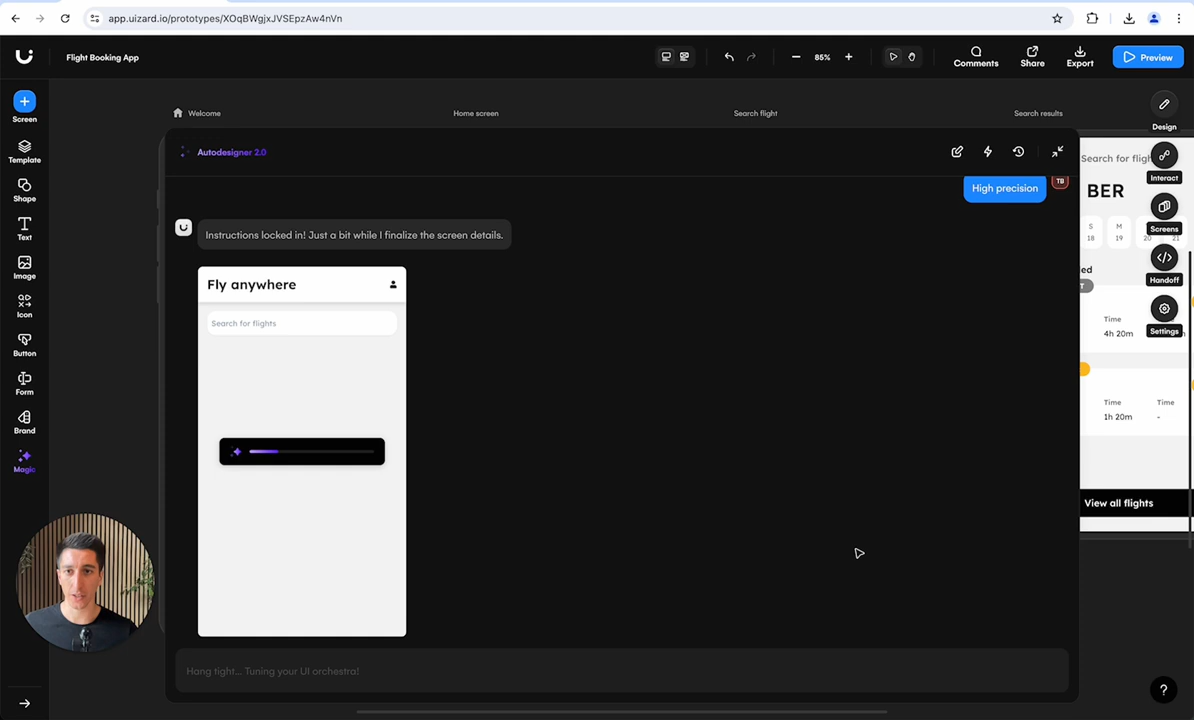 app.uizard.io/prototypes/XOqBWgjxJVSEpzAw4nVn
Flight Booking App
85%
Comments
Share
Export
Preview
Screen
Template
Shape
Text
Image
Icon
Button
Form
Brand
Magic
Welcome
Home screen
Search flight
Search results
Autodesigner 2.0
High precision
TB
Instructions locked in! Just a bit while I finalize the screen details.
Fly anywhere
Search for flights
Hang tight... Tuning your UI orchestra!
Design
Interact
Screens
Handoff
Settings
Search for fligh
BER
S M
18 19 20 21
ed
T
Time
4h 20m
Time Time
1h 20m -
View all flights
?